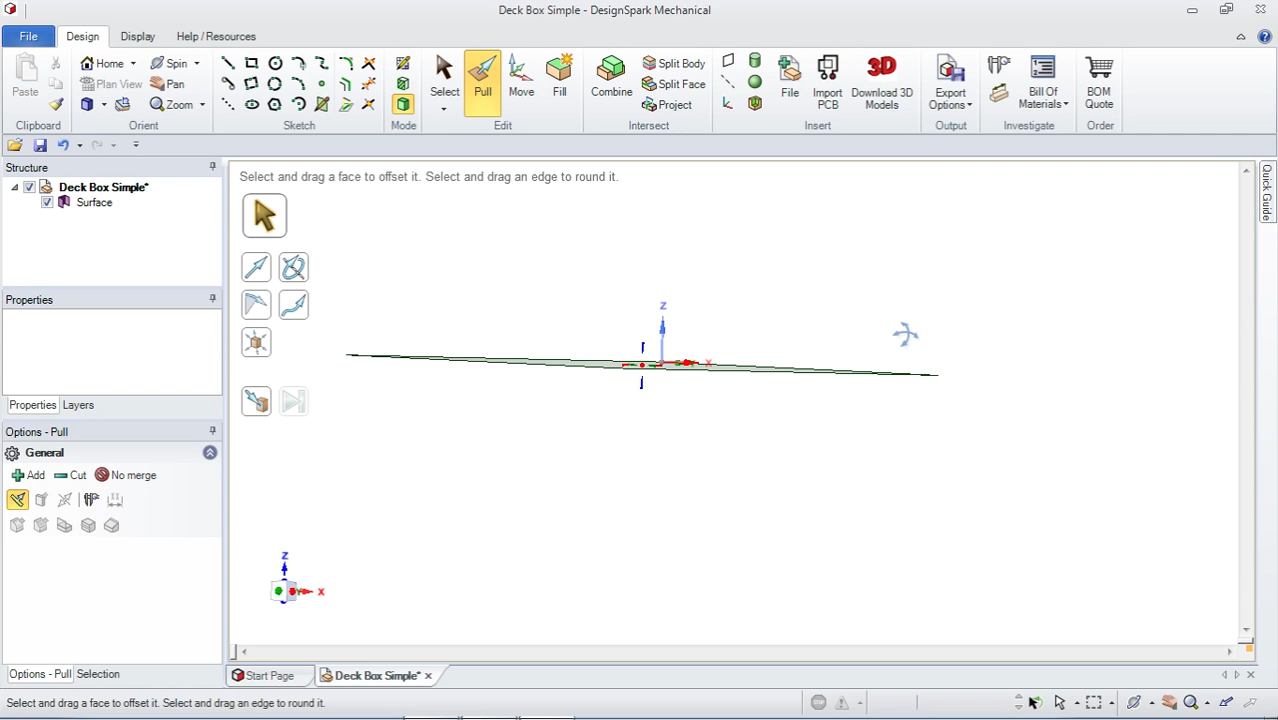 Deck Box Simple - DesignSpark Mechanical
File Design Display Help / Resources
Paste
Clipboard
Home Spin
Plan View Pan
Zoom
Orient
Sketch
Mode
Select Pull Move Fill
Edit
Combine
Split Body
Split Face
Project
Intersect
File
Import PCB
Download 3D Models
3D
Insert
Export Options
Output
Bill Of Materials
Investigate
BOM Quote
Order
Structure
Deck Box Simple*
Surface
Properties
Properties Layers
Options - Pull
General
Add Cut No merge
Options - Pull Selection
Select and drag a face to offset it. Select and drag an edge to round it.
Z
X
Z
Y X
Quick Guide
Start Page Deck Box Simple*
Select and drag a face to offset it. Select and drag an edge to round it.